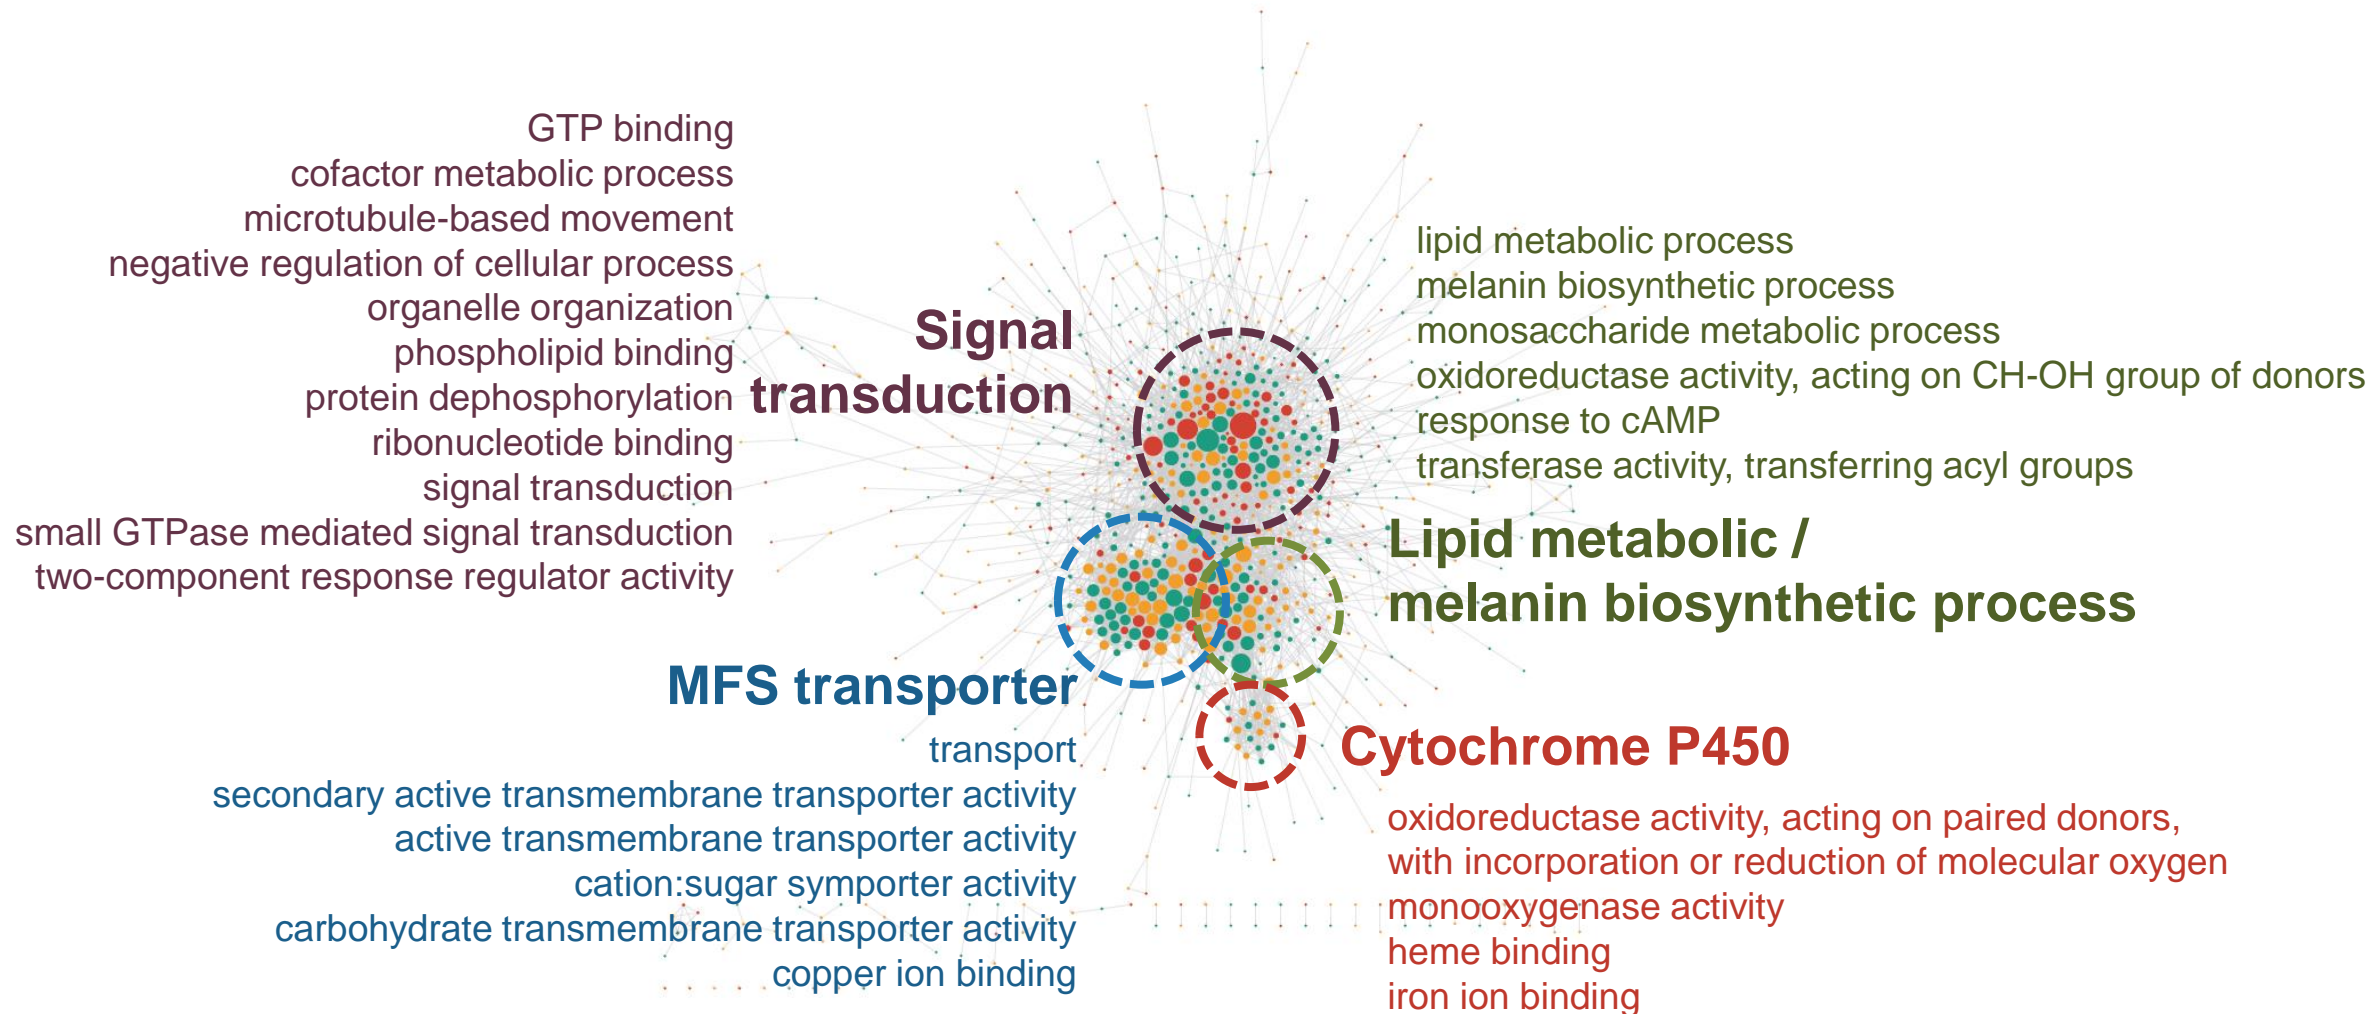 GTP binding
cofactor metabolic process
microtubule-based movement
negative regulation of cellular process
organelle organization
phospholipid binding
protein dephosphorylation
ribonucleotide binding
signal transduction
small GTPase mediated signal transduction
two-component response regulator activity
Signal
transduction
lipid metabolic process
melanin biosynthetic process
monosaccharide metabolic process
oxidoreductase activity, acting on CH-OH group of donors
response to cAMP
transferase activity, transferring acyl groups
Lipid metabolic /
melanin biosynthetic process
MFS transporter
transport
secondary active transmembrane transporter activity
active transmembrane transporter activity
cation:sugar symporter activity
carbohydrate transmembrane transporter activity
copper ion binding
Cytochrome P450
oxidoreductase activity, acting on paired donors,
with incorporation or reduction of molecular oxygen
monooxygenase activity
heme binding
iron ion binding